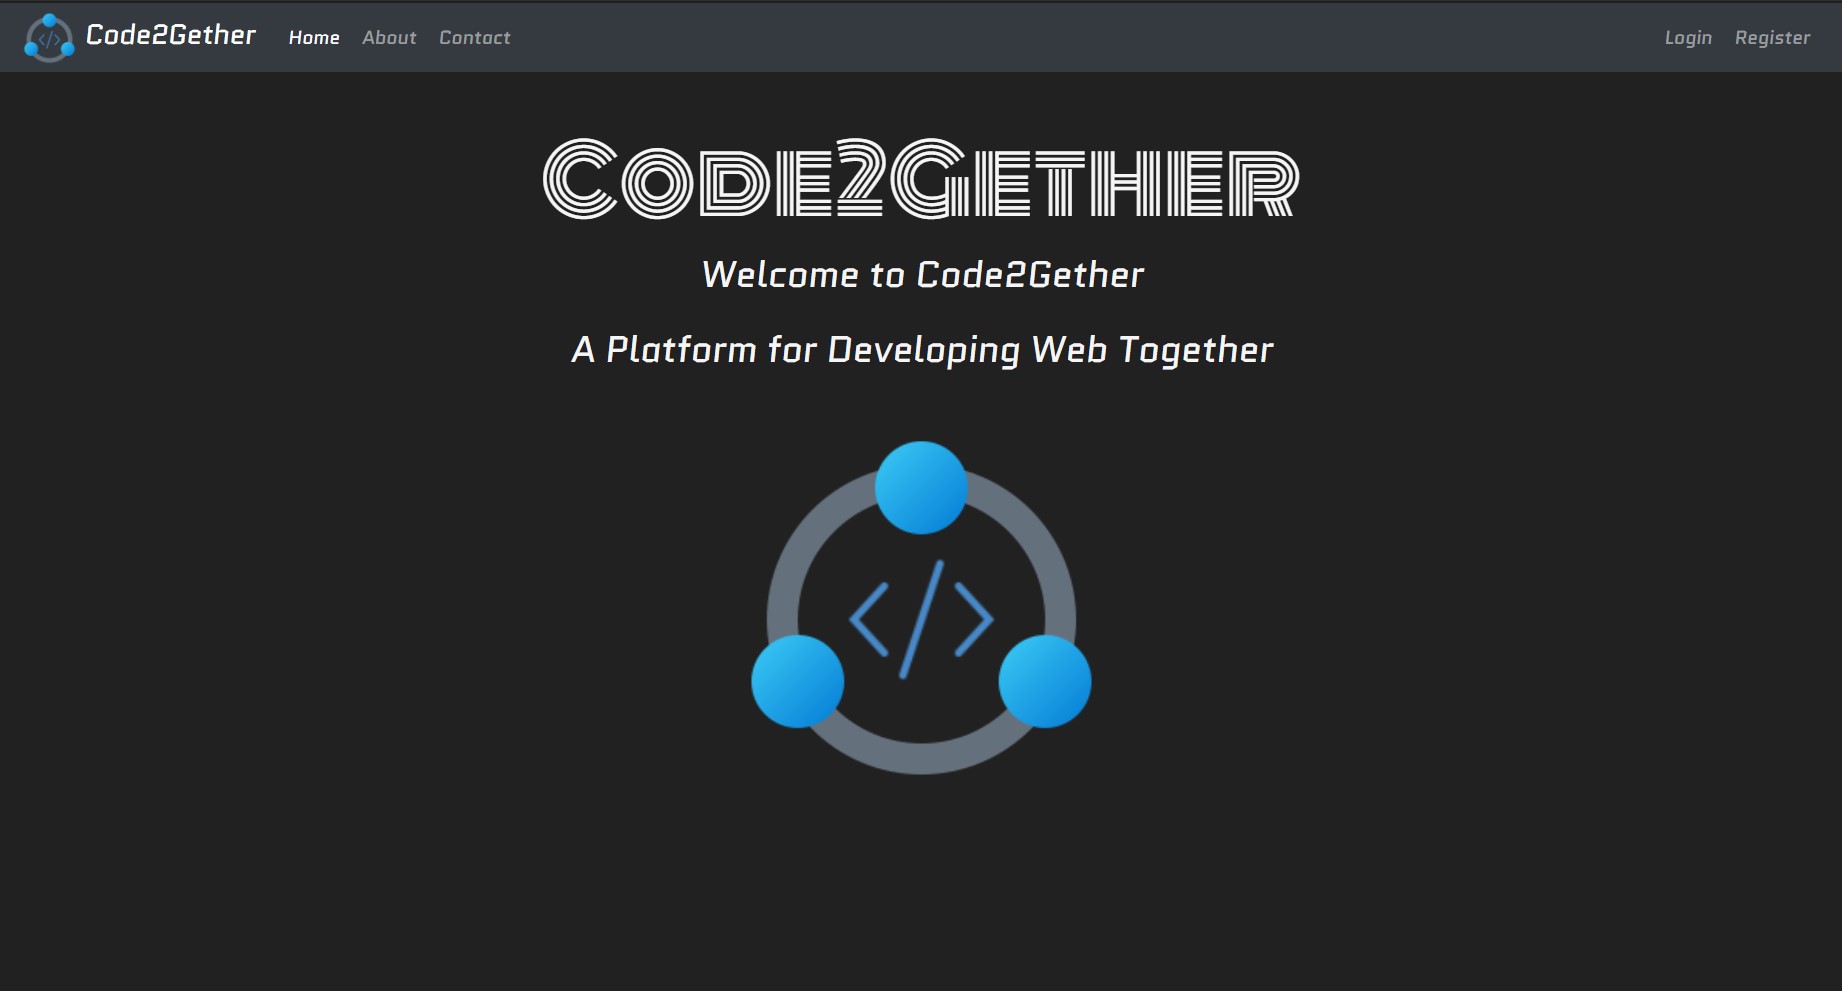 </> Code2Gether Home About Contact Login Register
Code2Gether
Welcome to Code2Gether
A Platform for Developing Web Together
</>